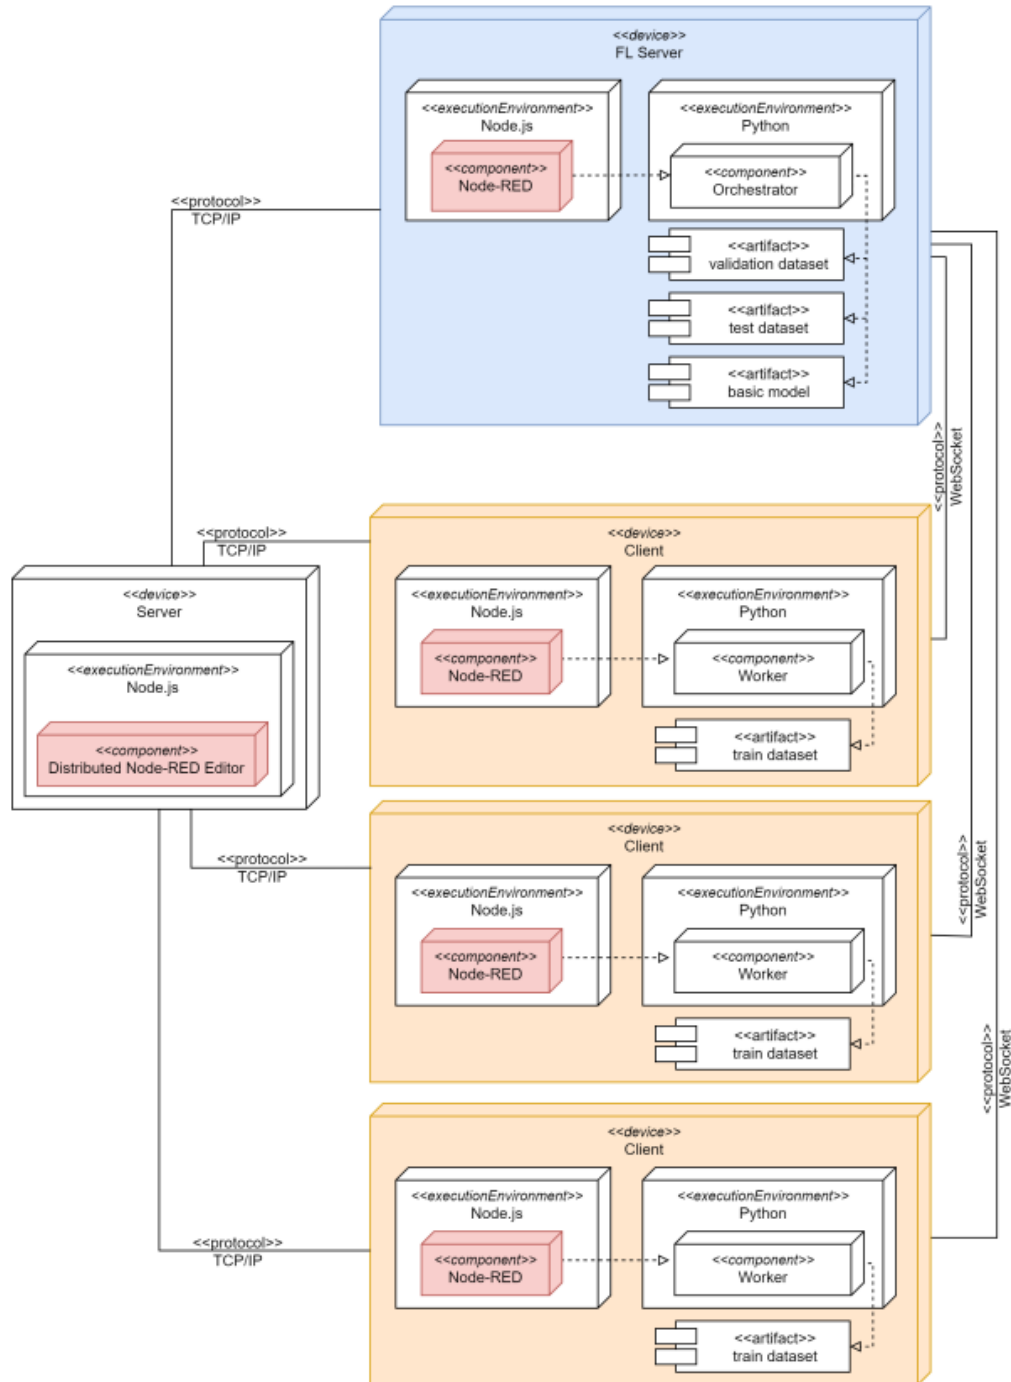 <<device>>
FL Server
<<executionEnvironment>>
Node.js
<<component>>
Node-RED
<<executionEnvironment>>
Python
<<component>>
Orchestrator
<<artifact>>
validation dataset
<<artifact>>
test dataset
<<artifact>>
basic model
<<protocol>>
TCP/IP
<<protocol>>
WebSocket
<<protocol>>
TCP/IP
<<device>>
Client
<<executionEnvironment>>
Node.js
<<component>>
Node-RED
<<executionEnvironment>>
Python
<<component>>
Worker
<<artifact>>
train dataset
<<device>>
Server
<<executionEnvironment>>
Node.js
<<component>>
Distributed Node-RED Editor
<<protocol>>
TCP/IP
<<device>>
Client
<<executionEnvironment>>
Node.js
<<component>>
Node-RED
<<executionEnvironment>>
Python
<<component>>
Worker
<<artifact>>
train dataset
<<protocol>>
WebSocket
<<protocol>>
WebSocket
<<protocol>>
TCP/IP
<<device>>
Client
<<executionEnvironment>>
Node.js
<<component>>
Node-RED
<<executionEnvironment>>
Python
<<component>>
Worker
<<artifact>>
train dataset